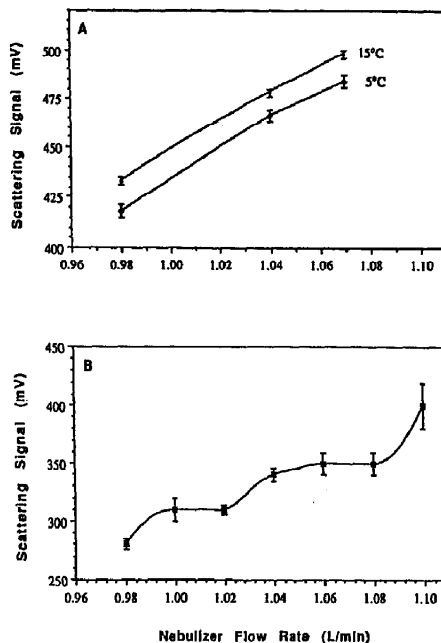 A
500
475
450
425
400
Scattering Signal (mV)
15°C
5°C
0.96 0.98 1.00 1.02 1.04 1.06 1.08 1.10
B
450
400
350
300
250
Scattering Signal (mV)
0.96 0.98 1.00 1.02 1.04 1.06 1.08 1.10
Nebulizer Flow Rate (L/min)